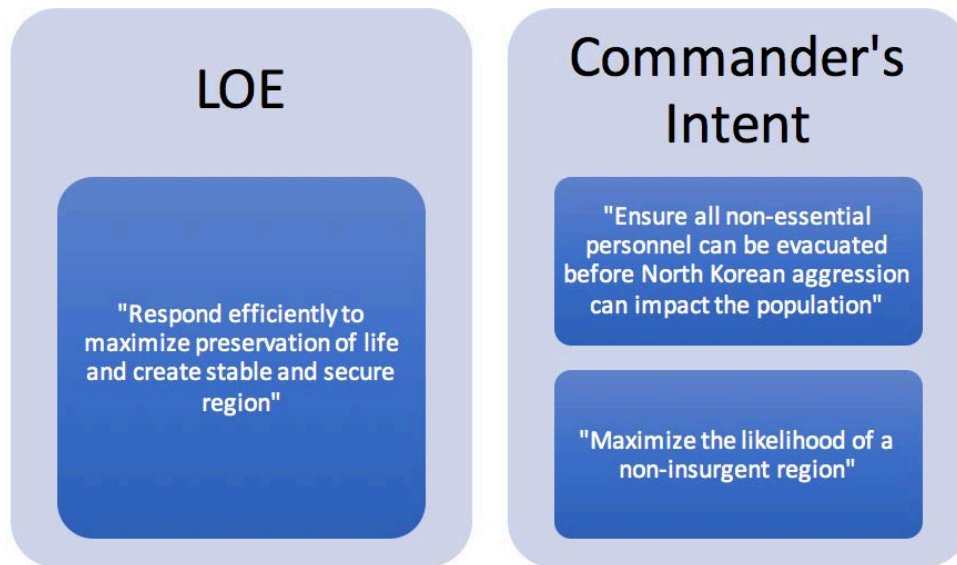 LOE
"Respond efficiently to
maximize preservation of life
and create stable and secure
region"
Commander's
Intent
"Ensure all non-essential
personnel can be evacuated
before North Korean aggression
can impact the population"
"Maximize the likelihood of a
non-insurgent region"